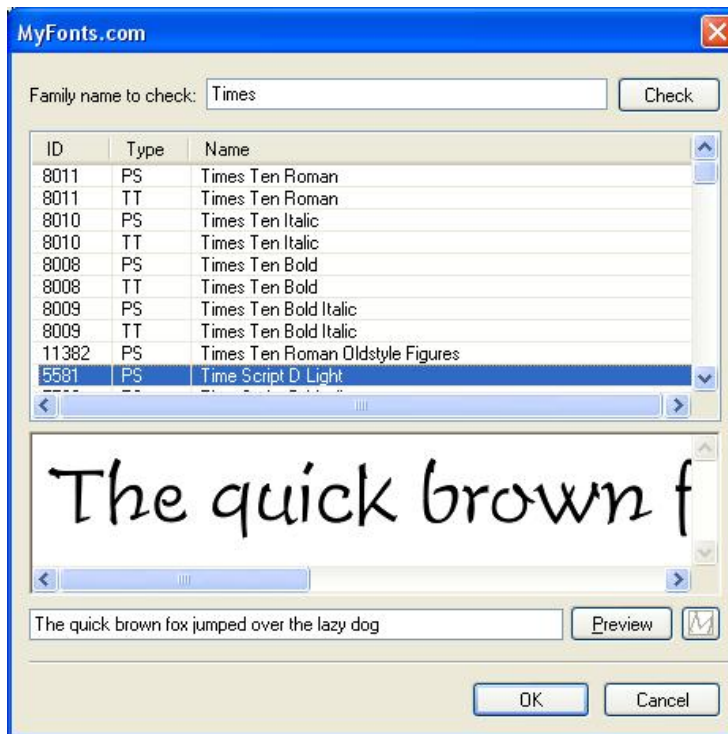 MyFonts.com
Family name to check: Times Check
ID Type Name
8011 PS Times Ten Roman
8011 TT Times Ten Roman
8010 PS Times Ten Italic
8010 TT Times Ten Italic
8008 PS Times Ten Bold
8008 TT Times Ten Bold
8009 PS Times Ten Bold Italic
8009 TT Times Ten Bold Italic
11382 PS Times Ten Roman Oldstyle Figures
5581 PS Time Script D Light
The quick brown f
The quick brown fox jumped over the lazy dog Preview
OK Cancel